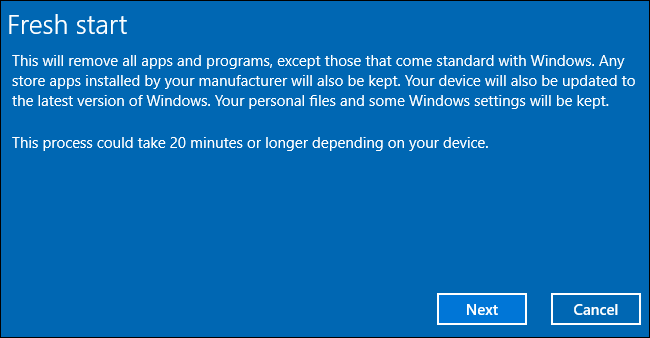 Fresh start
This will remove all apps and programs, except those that come standard with Windows. Any
store apps installed by your manufacturer will also be kept. Your device will also be updated to
the latest version of Windows. Your personal files and some Windows settings will be kept.
This process could take 20 minutes or longer depending on your device.
Next Cancel